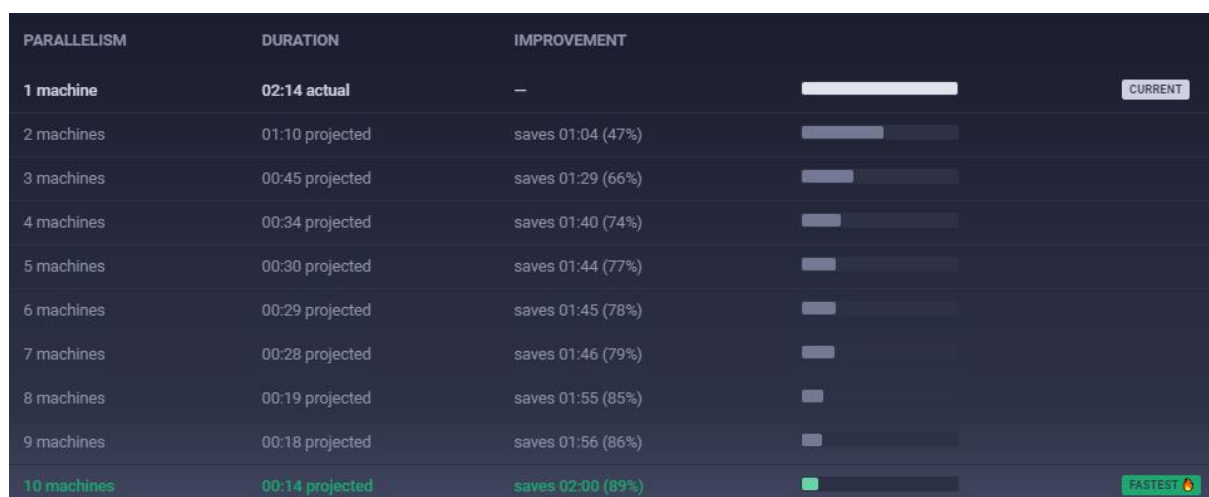 PARALLELISM DURATION IMPROVEMENT
1 machine 02:14 actual – CURRENT
2 machines 01:10 projected saves 01:04 (47%)
3 machines 00:45 projected saves 01:29 (66%)
4 machines 00:34 projected saves 01:40 (74%)
5 machines 00:30 projected saves 01:44 (77%)
6 machines 00:29 projected saves 01:45 (78%)
7 machines 00:28 projected saves 01:46 (79%)
8 machines 00:19 projected saves 01:55 (85%)
9 machines 00:18 projected saves 01:56 (86%)
10 machines 00:14 projected saves 02:00 (89%) FASTEST 🔥